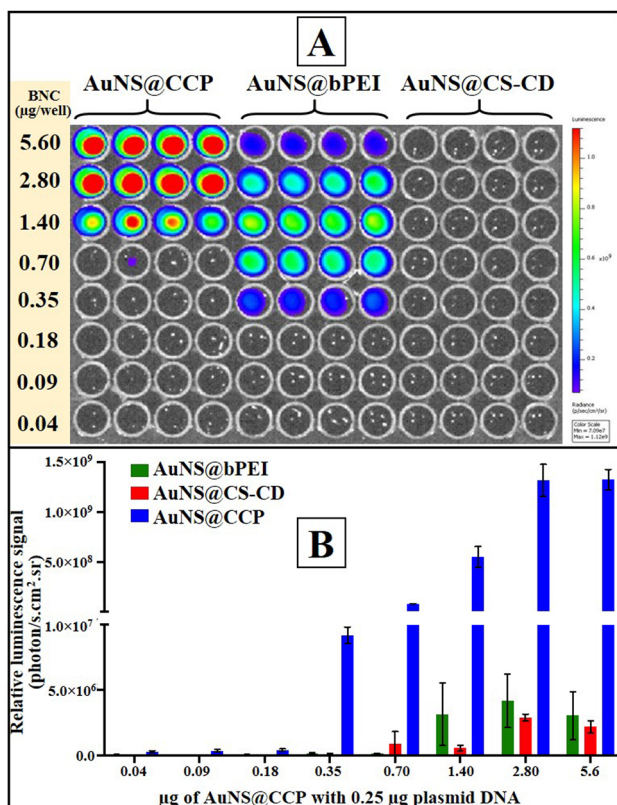 A
BNC
(µg/well)
AuNS@CCP AuNS@bPEI AuNS@CS-CD
5.60
2.80
1.40
0.70
0.35
0.18
0.09
0.04
Luminescence
1.0
0.8
x10⁹
0.6
0.4
0.2
Radiance
(p/sec/cm²/sr)
Color Scale
Min = 7.09e7
Max = 1.12e9
B
AuNS@bPEI
AuNS@CS-CD
AuNS@CCP
Relative luminescence signal
(photon/s.cm².sr)
1.5×10⁹
1.0×10⁹
5.0×10⁸
1.0×10⁷
5.0×10⁶
0.0
0.04 0.09 0.18 0.35 0.70 1.40 2.80 5.6
µg of AuNS@CCP with 0.25 µg plasmid DNA